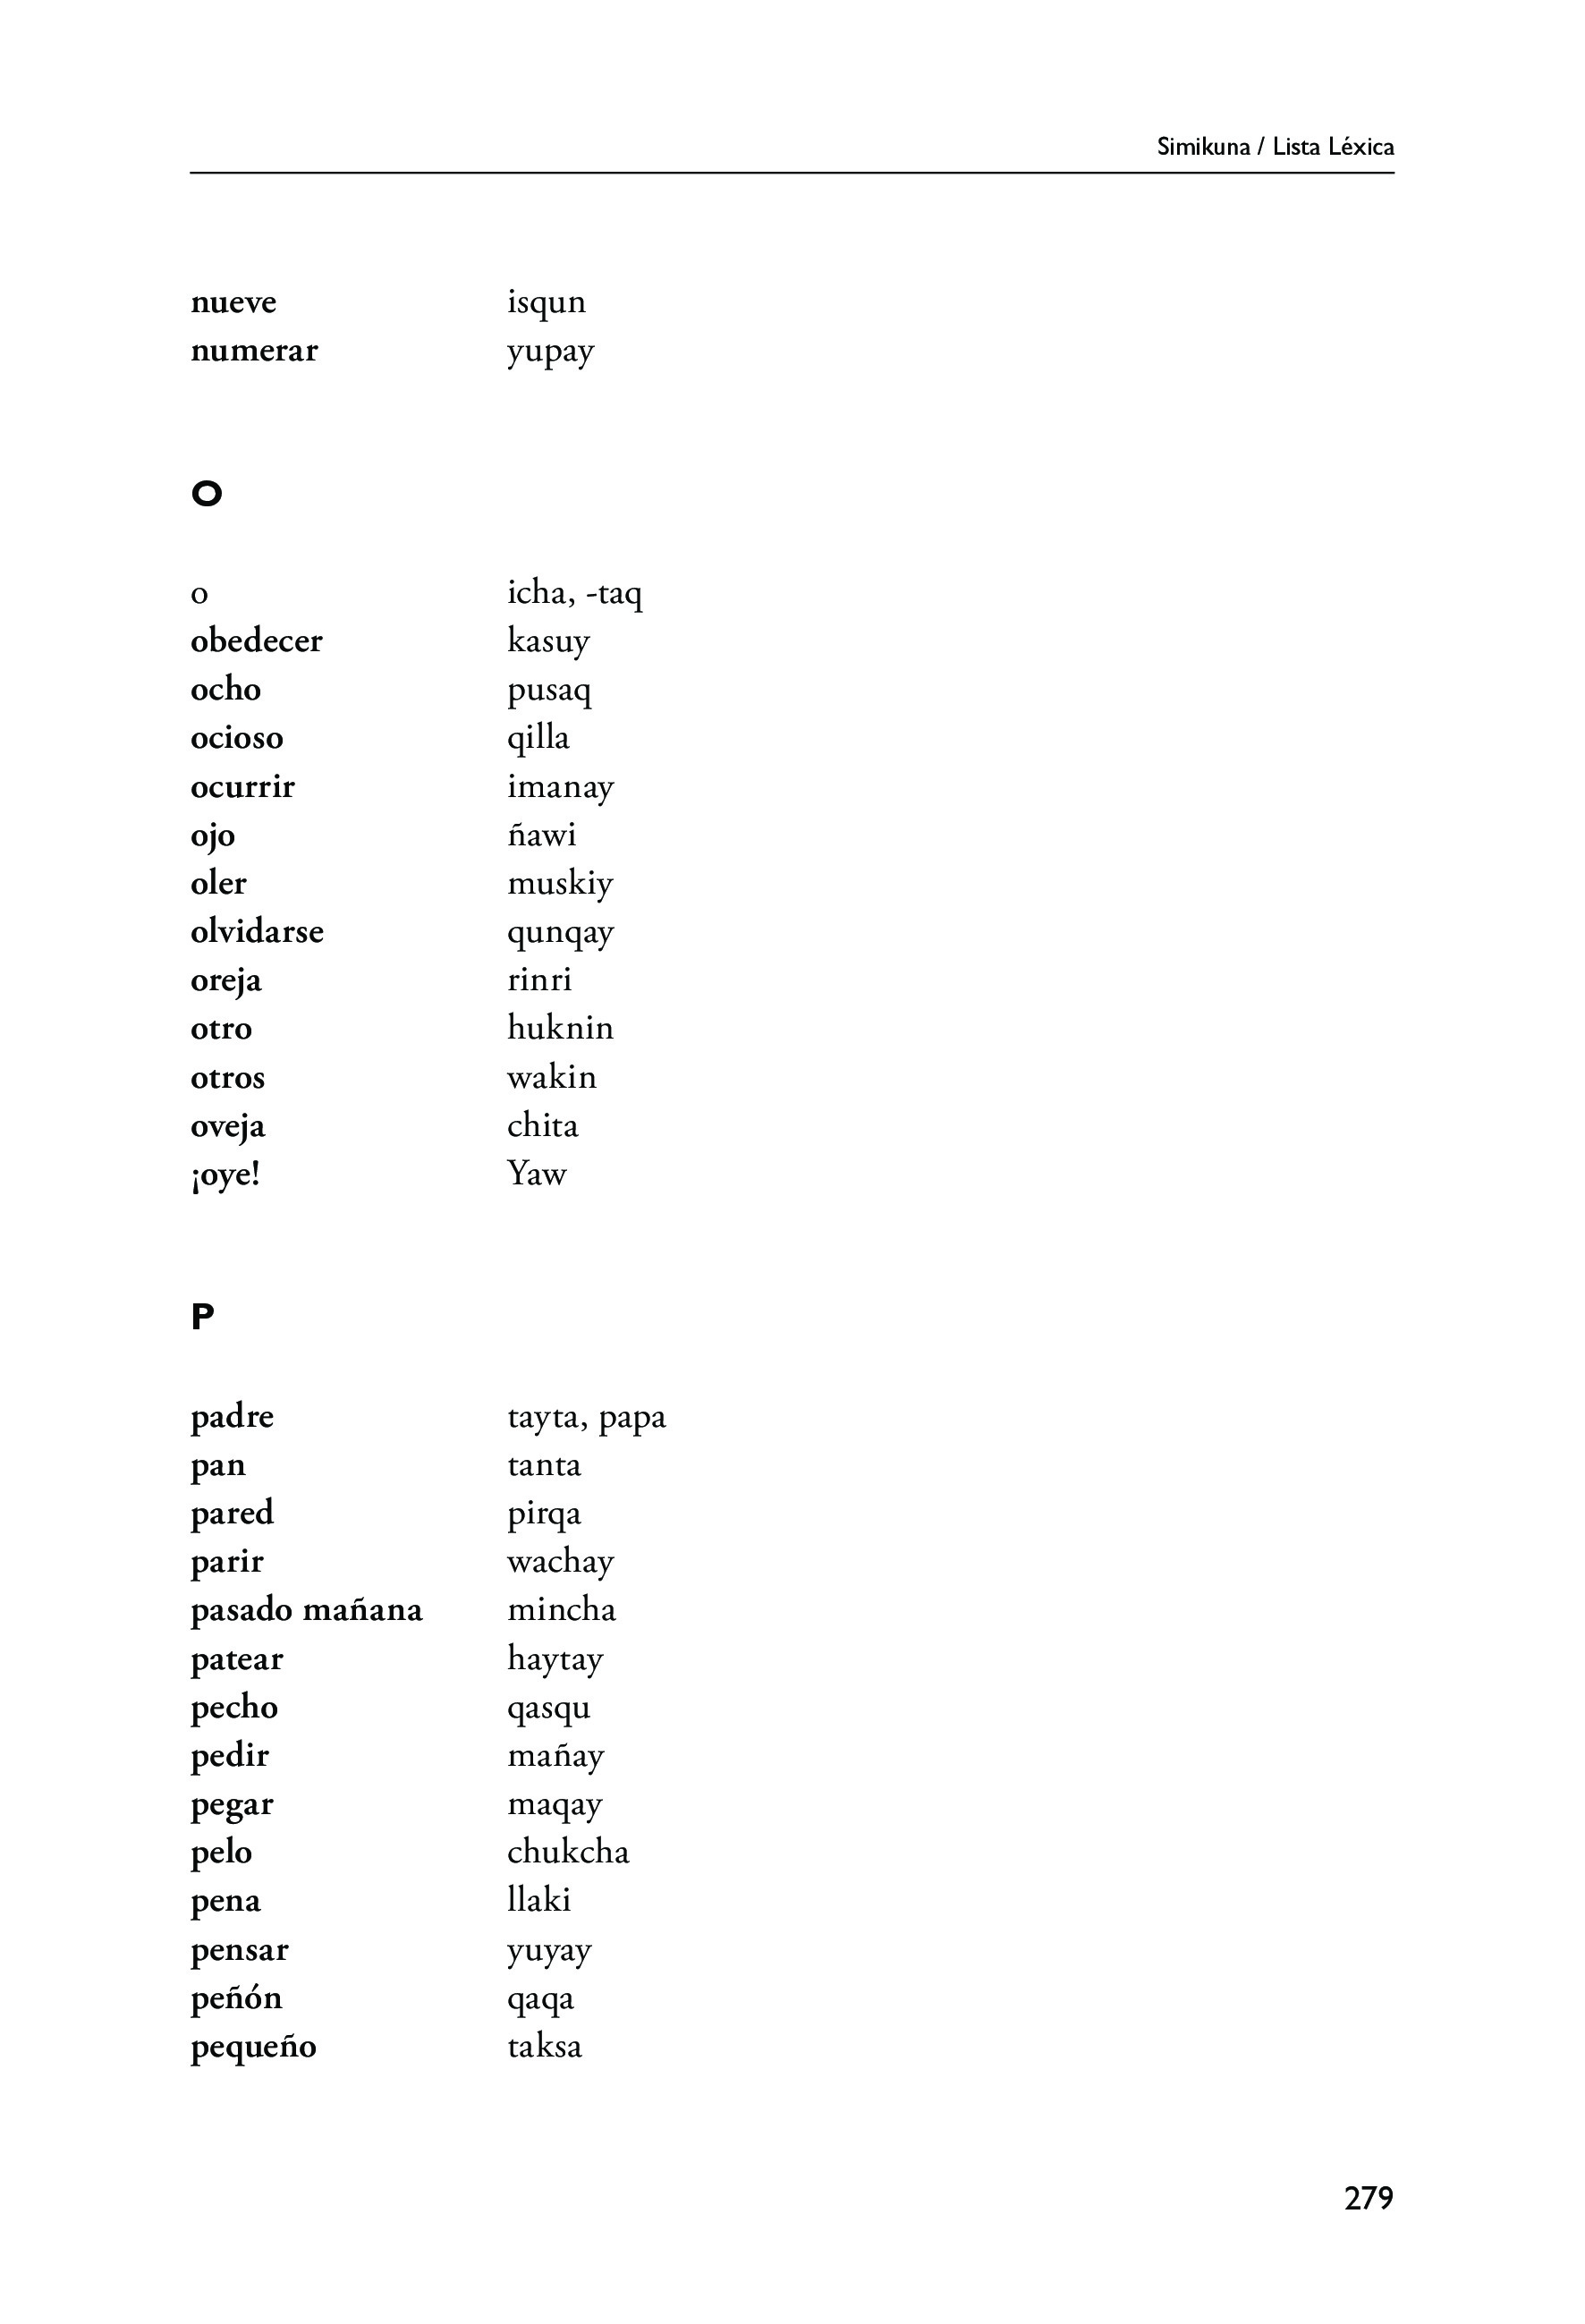 Simikuna / Lista Léxica
nueve isqun
numerar yupay
O
o icha, -taq
obedecer kasuy
ocho pusaq
ocioso qilla
ocurrir imanay
ojo ñawi
oler muskiy
olvidarse qunqay
oreja rinri
otro huknin
otros wakin
oveja chita
¡oye! Yaw
P
padre tayta, papa
pan tanta
pared pirqa
parir wachay
pasado mañana mincha
patear haytay
pecho qasqu
pedir mañay
pegar maqay
pelo chukcha
pena llaki
pensar yuyay
peñón qaqa
pequeño taksa
279